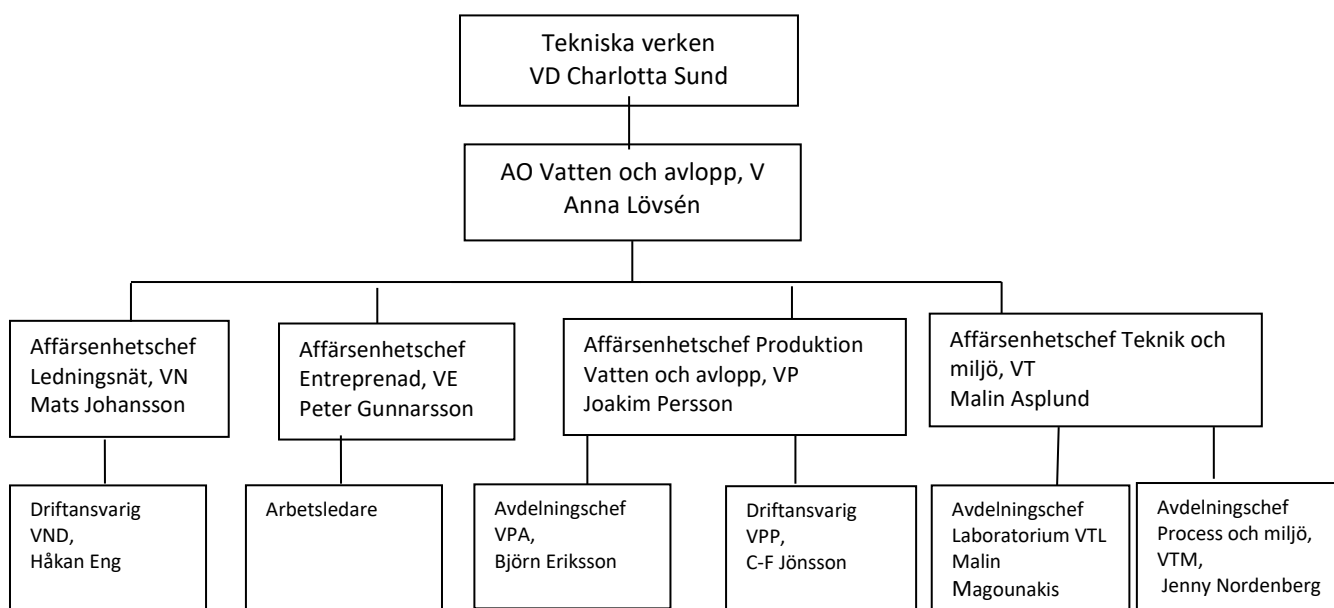 Tekniska verken
VD Charlotta Sund
AO Vatten och avlopp, V
Anna Lövsén
Affärsenhetschef
Ledningsnät, VN
Mats Johansson
Affärsenhetschef
Entreprenad, VE
Peter Gunnarsson
Affärsenhetschef Produktion
Vatten och avlopp, VP
Joakim Persson
Affärsenhetschef Teknik och
miljö, VT
Malin Asplund
Driftansvarig
VND,
Håkan Eng
Arbetsledare
Avdelningschef
VPA,
Björn Eriksson
Driftansvarig
VPP,
C-F Jönsson
Avdelningschef
Laboratorium VTL
Malin
Magounakis
Avdelningschef
Process och miljö,
VTM,
Jenny Nordenberg